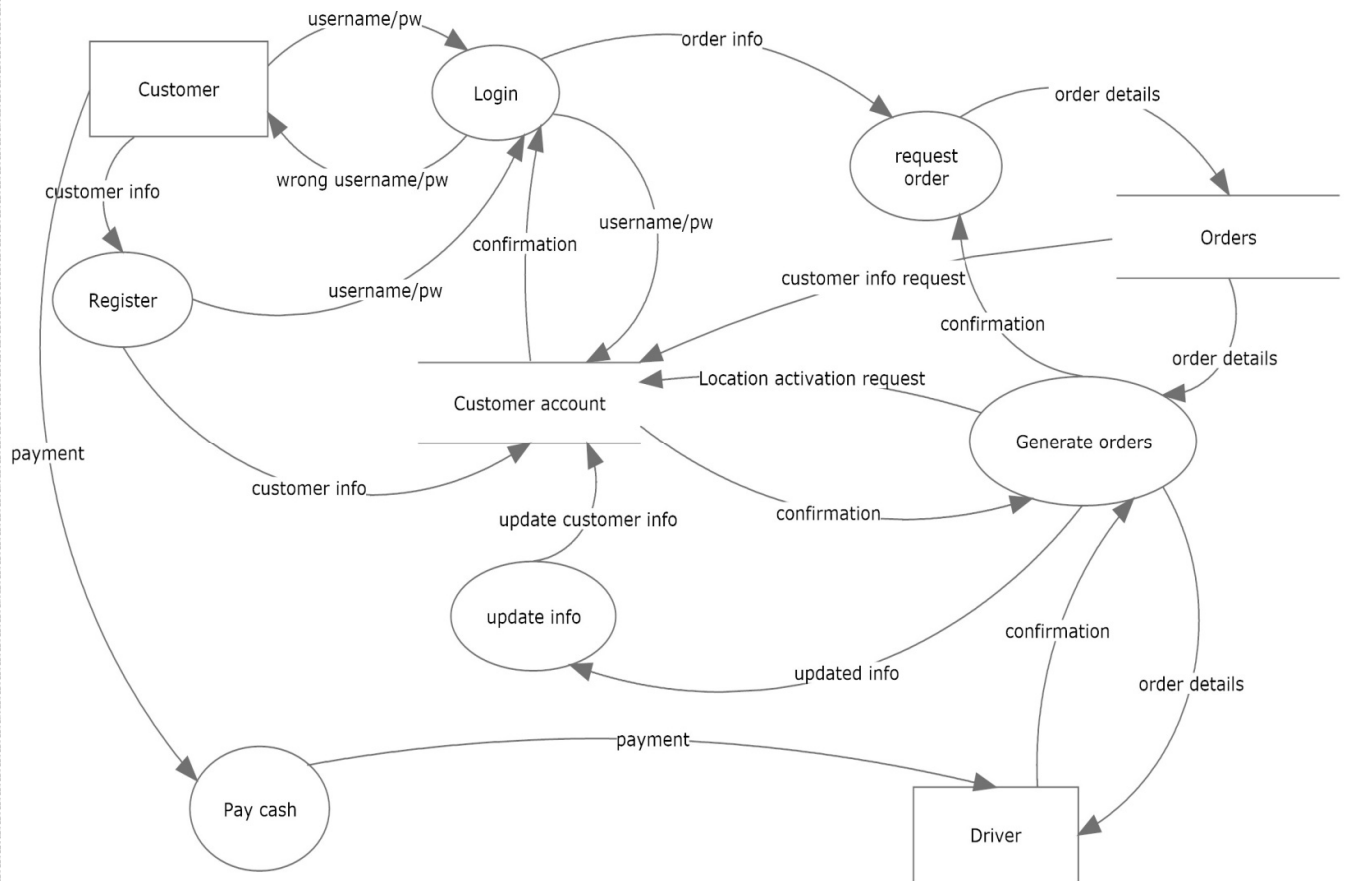 username/pw
order info
Customer
Login
order details
request
order
wrong username/pw
customer info
username/pw
confirmation
Orders
customer info request
username/pw
Register
confirmation
order details
Location activation request
Customer account
Generate orders
payment
customer info
confirmation
update customer info
update info
confirmation
updated info
order details
payment
Pay cash
Driver